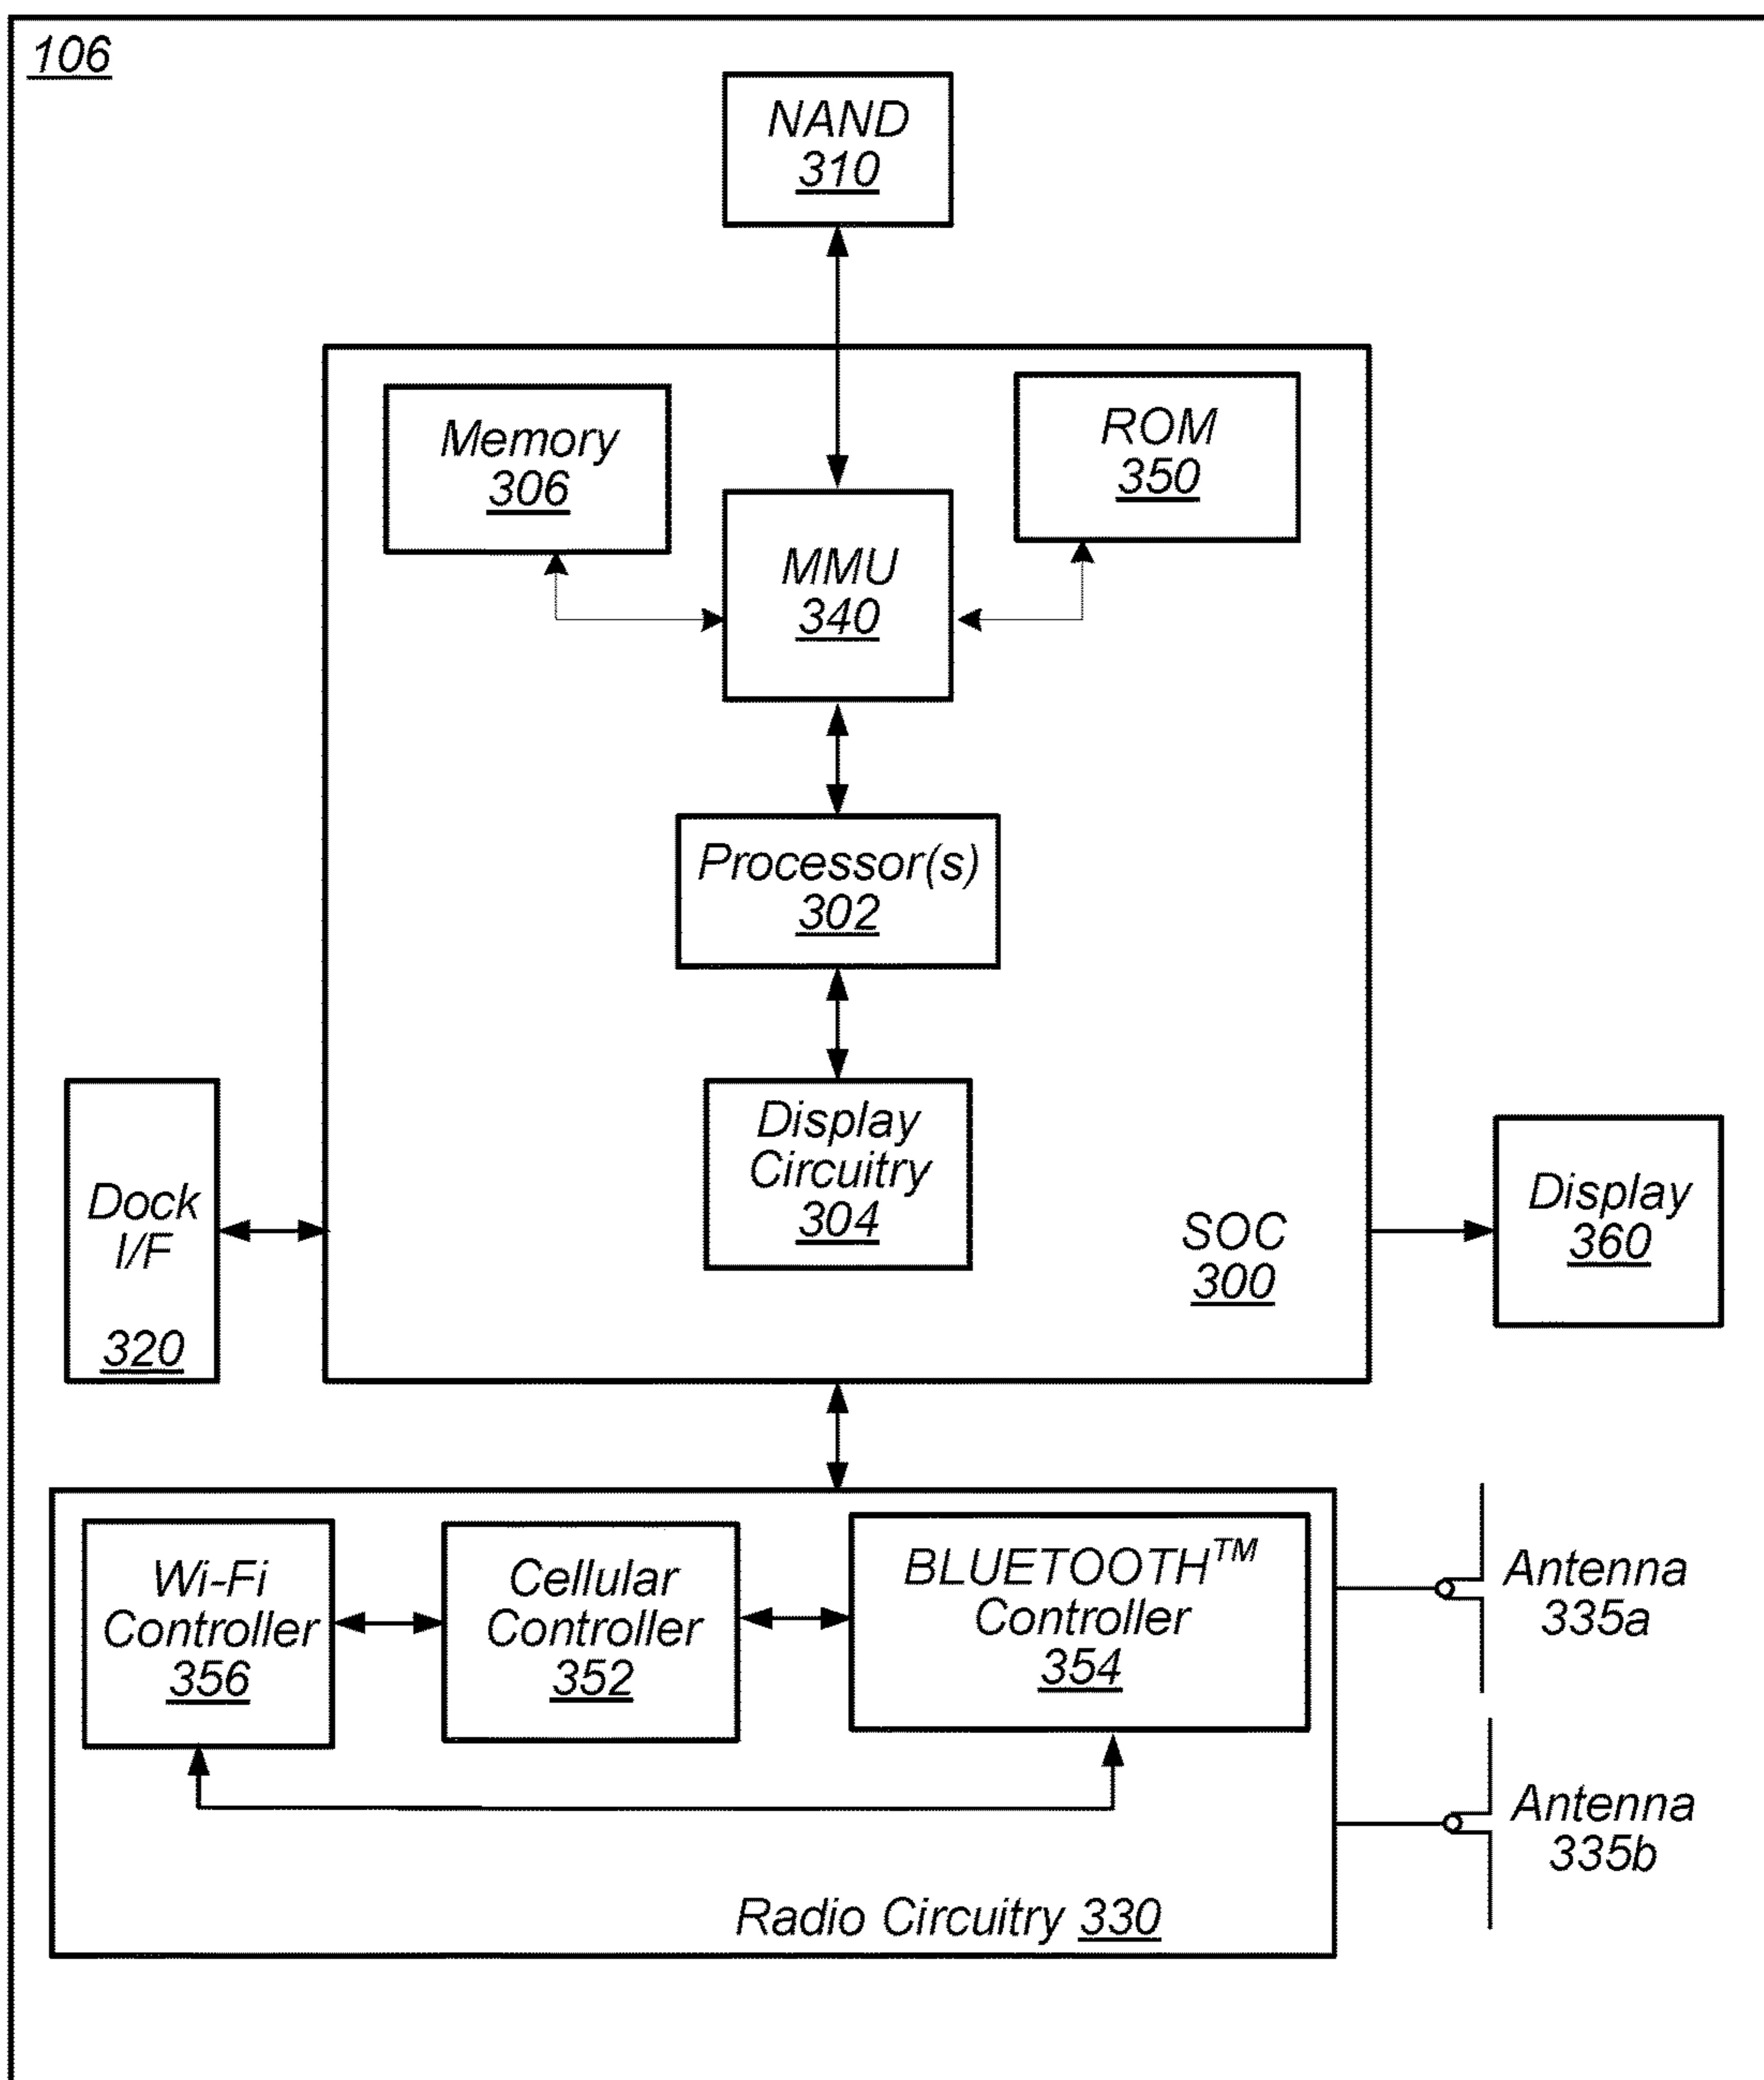 106
NAND
310
Memory
306
ROM
350
MMU
340
Processor(s)
302
Display
Circuitry
304
SOC
300
Dock
I/F
320
Display
360
Wi-Fi
Controller
356
Cellular
Controller
352
BLUETOOTH™
Controller
354
Antenna
335a
Antenna
335b
Radio Circuitry 330